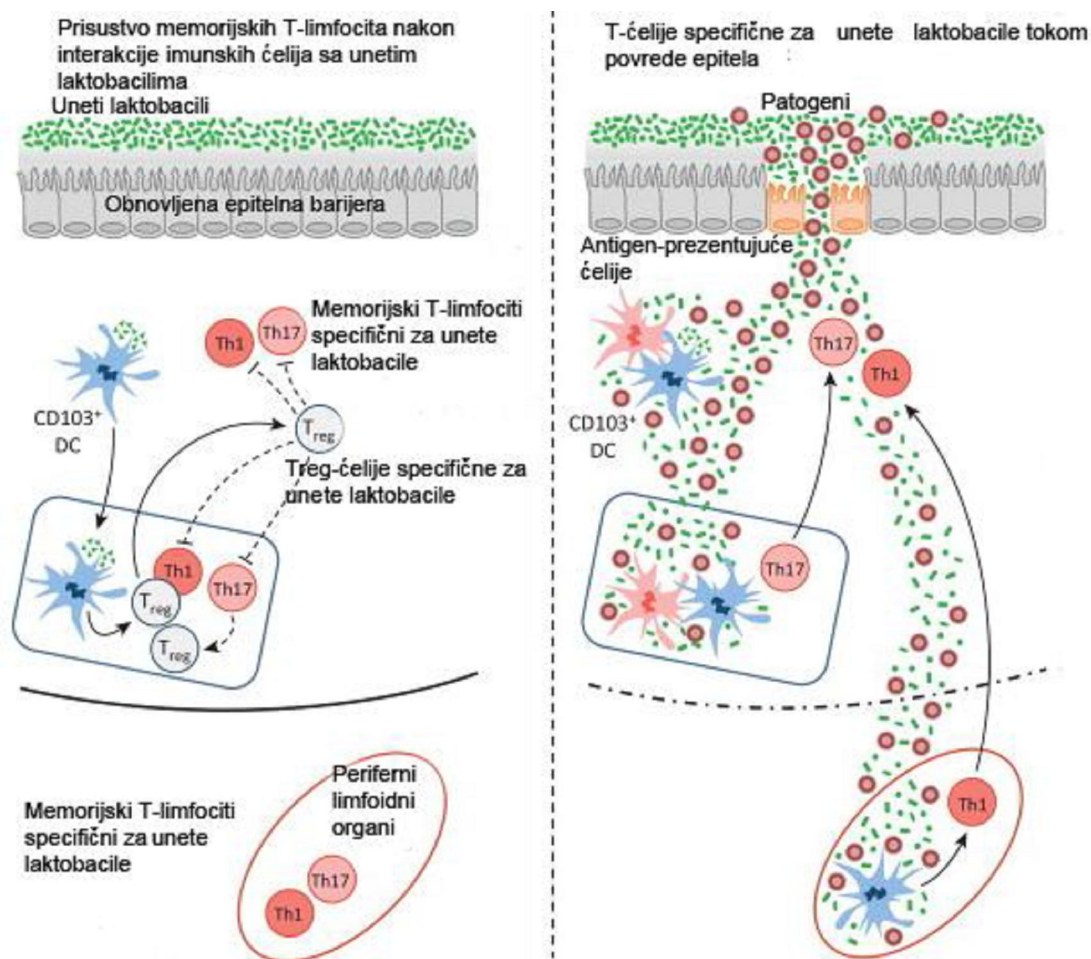 Prisustvo memorijskih T-limfocita nakon
interakcije imunskih ćelija sa unetim
laktobacilima
Uneti laktobacili
Obnovljena epitelna barijera
Memorijski T-limfociti
specifični za unete
laktobacile
Th1
Th17
CD103+
DC
Treg
Treg-ćelije specifične za
unete laktobacile
Th1
Th17
Treg
Treg
Memorijski T-limfociti
specifični za unete
laktobacile
Periferni
limfoidni
organi
Th17
Th1
T-ćelije specifične za unete laktobacile tokom
povrede epitela
Patogeni
Antigen-prezentujuće
ćelije
Th17
Th1
CD103+
DC
Th17
Th1